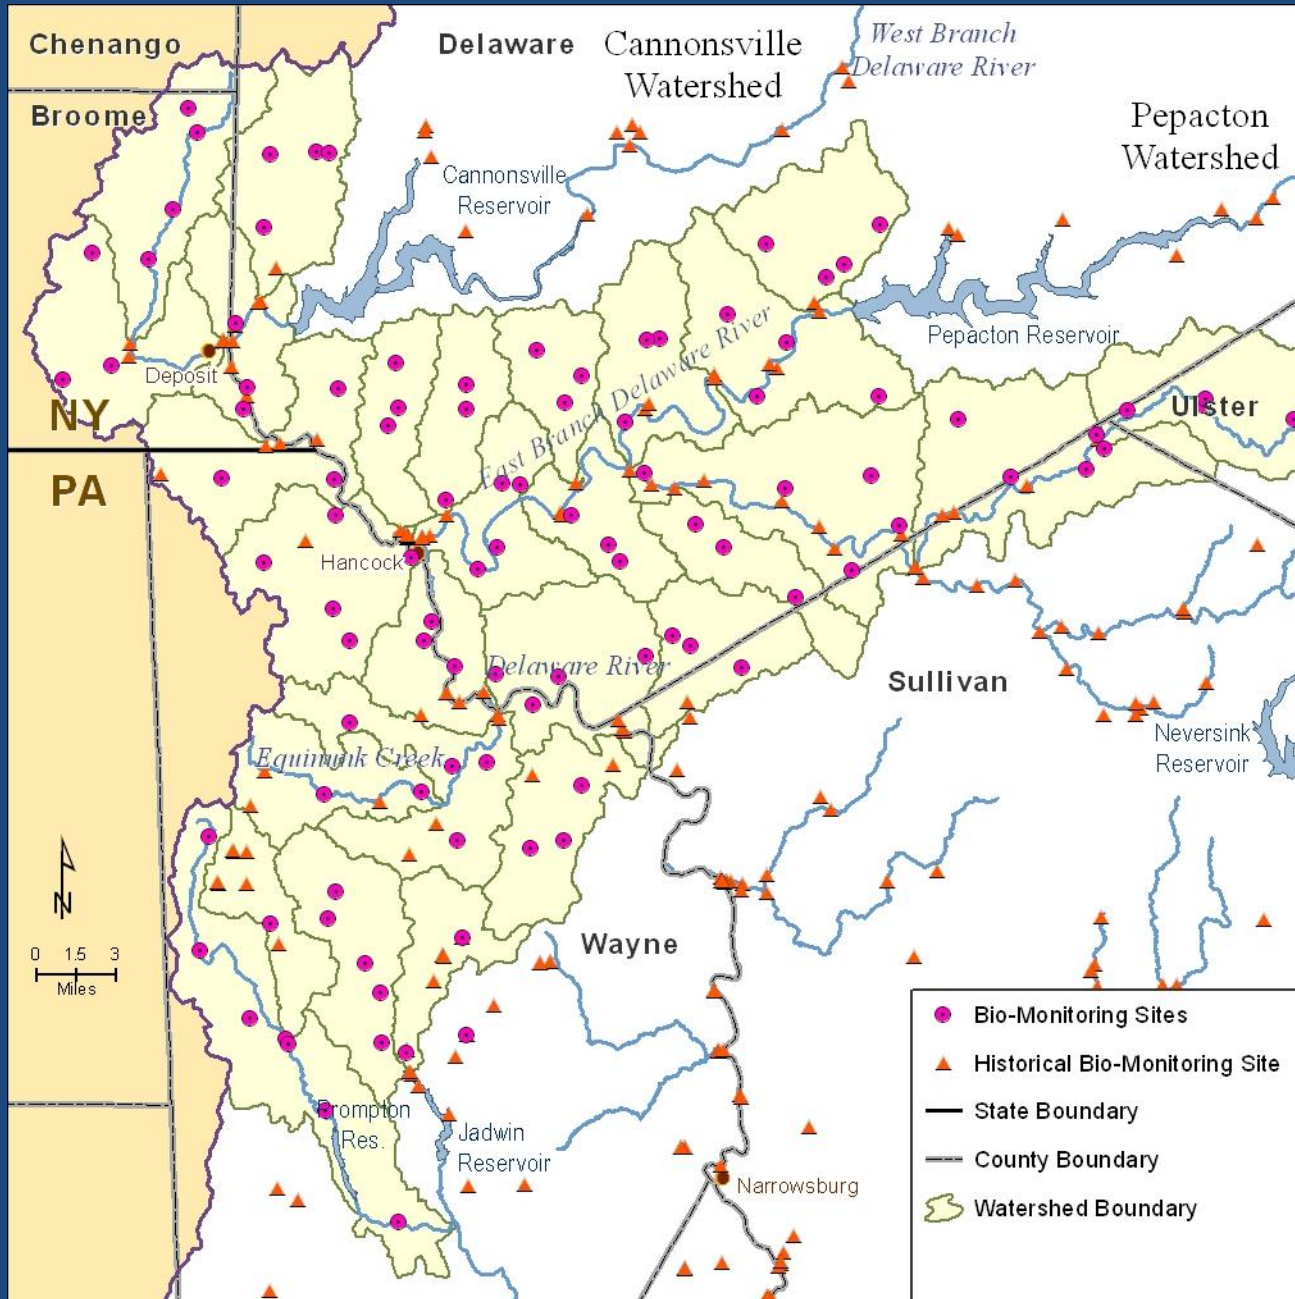 Chenango
Delaware
Cannonsville
Watershed
West Branch
Delaware River
Broome
Pepacton
Watershed
Cannonsville
Reservoir
Pepacton Reservoir
East Branch Delaware River
Deposit
NY
Ulster
PA
Hancock
Delaware River
Sullivan
Equinunk Creek
Neversink
Reservoir
N
0 1.5 3
Miles
Wayne
Prompton
Res.
Jadwin
Reservoir
Narrowsburg
Bio-Monitoring Sites
Historical Bio-Monitoring Site
State Boundary
County Boundary
Watershed Boundary